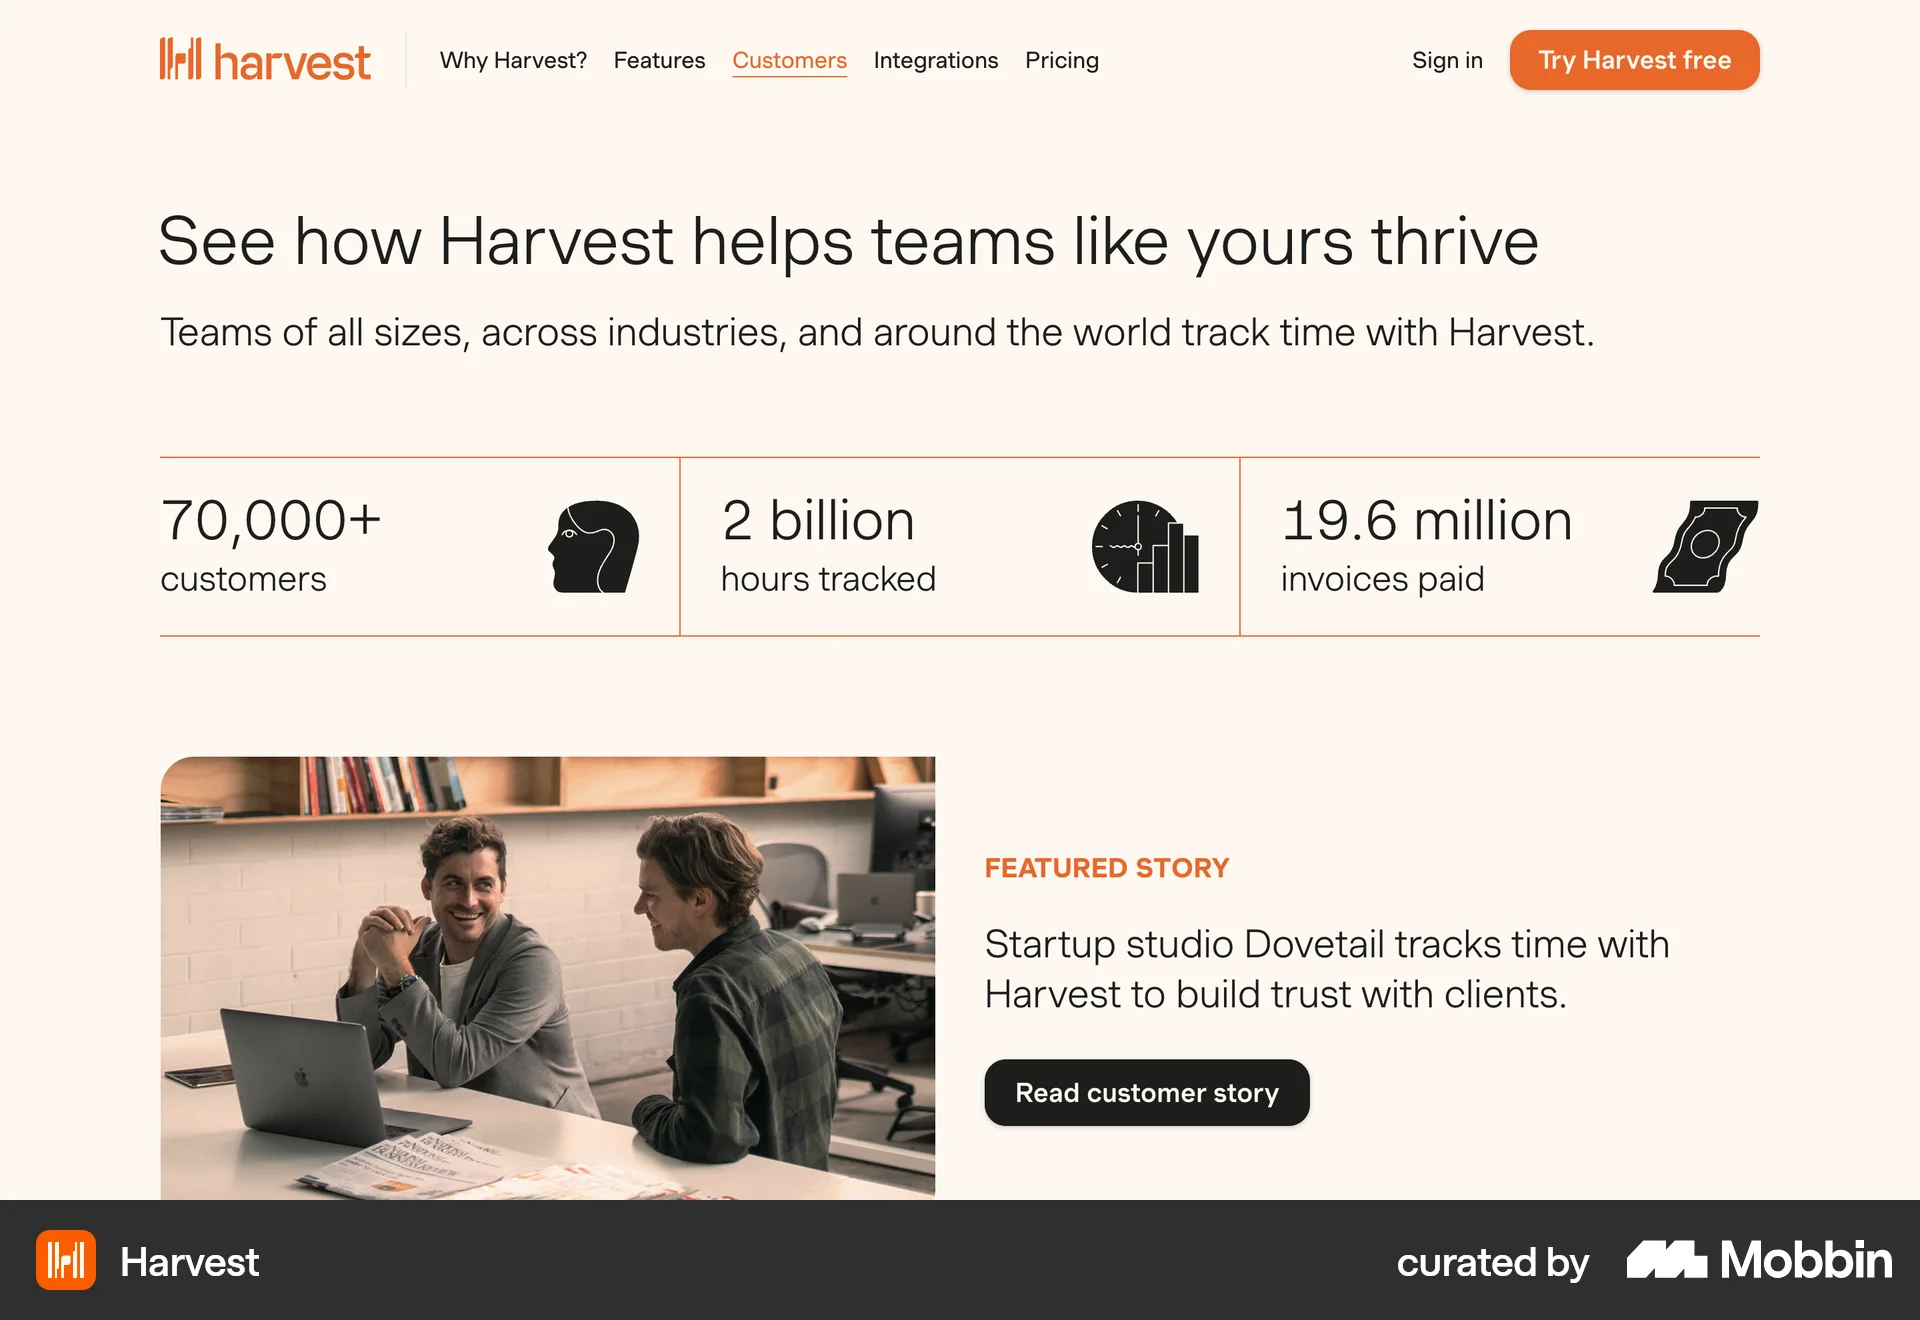 harvest
Why Harvest? Features Customers Integrations Pricing
Sign in
Try Harvest free
See how Harvest helps teams like yours thrive
Teams of all sizes, across industries, and around the world track time with Harvest.
70,000+
customers
2 billion
hours tracked
19.6 million
invoices paid
FEATURED STORY
Startup studio Dovetail tracks time with
Harvest to build trust with clients.
Read customer story
Harvest
curated by
Mobbin